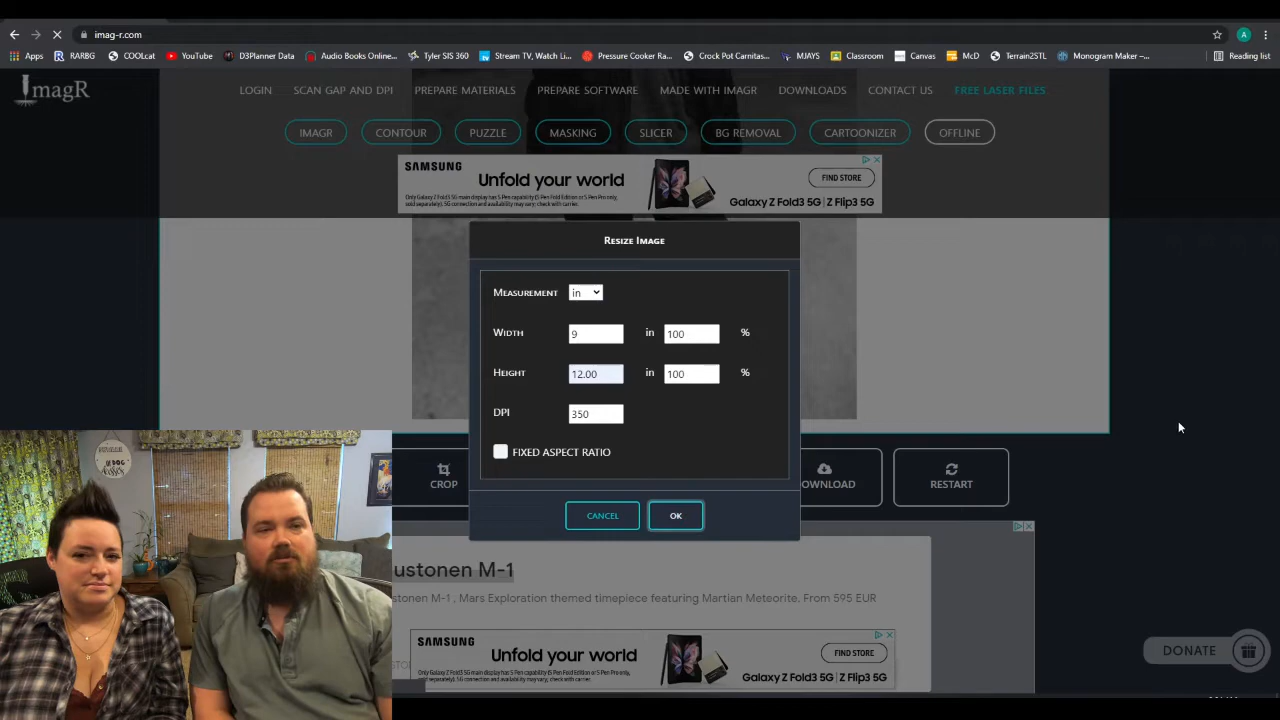 imag-r.com
A
Apps RARBG COOLcat YouTube D3Planner Data Audio Books Online... Tyler SIS 360 Stream TV, Watch Li... Pressure Cooker Ra... Crock Pot Carnitas... MJAYS Classroom Canvas McD Terrain2STL Monogram Maker –... Reading list
ImagR
LOGIN SCAN GAP AND DPI PREPARE MATERIALS PREPARE SOFTWARE MADE WITH IMAGR DOWNLOADS CONTACT US FREE LASER FILES
IMAGR CONTOUR PUZZLE MASKING SLICER BG REMOVAL CARTOONIZER OFFLINE
SAMSUNG
Unfold your world
FIND STORE
Galaxy Z Fold3 5G | Z Flip3 5G
Resize Image
Measurement in
Width 9 in 100 %
Height 12.00 in 100 %
DPI 350
FIXED ASPECT RATIO
CROP
OWNLOAD
RESTART
CANCEL OK
ustonen M-1
ustonen M-1 , Mars Exploration themed timepiece featuring Martian Meteorite. From 595 EUR
SAMSUNG
Unfold your world
FIND STORE
Galaxy Z Fold3 5G | Z Flip3 5G
DONATE